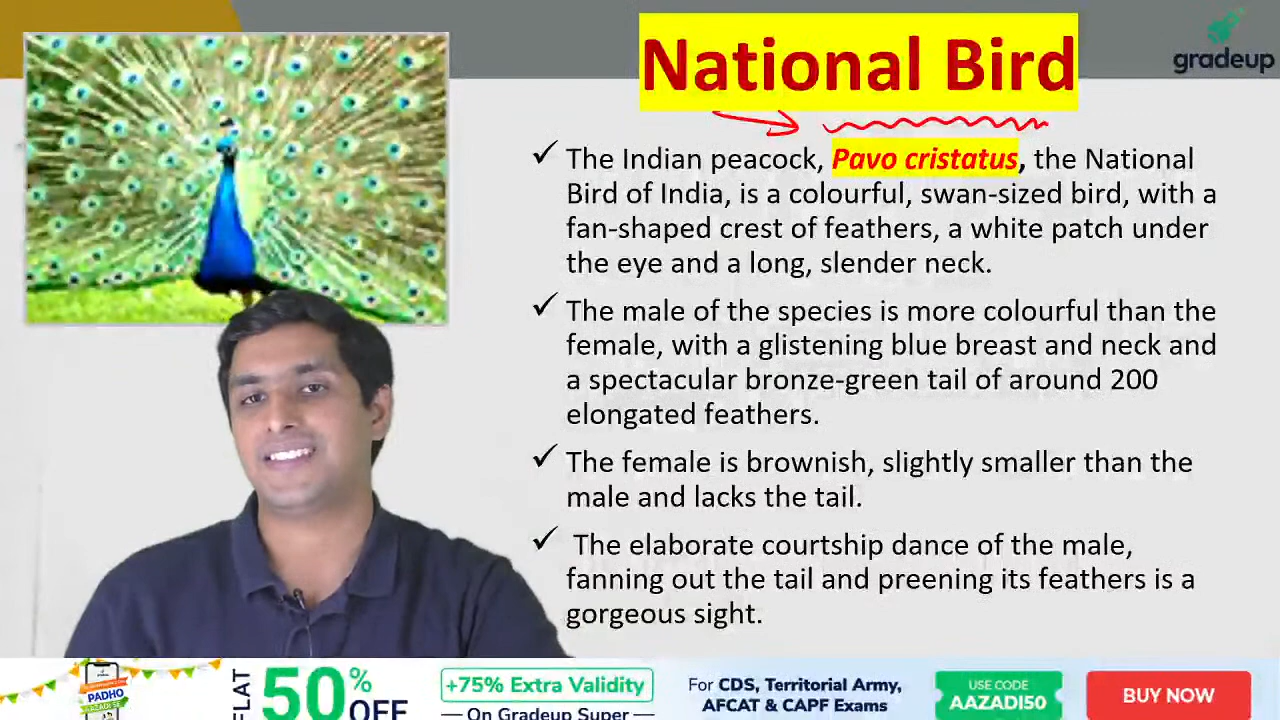 National Bird
gradeup
✓ The Indian peacock, Pavo cristatus, the National
Bird of India, is a colourful, swan-sized bird, with a
fan-shaped crest of feathers, a white patch under
the eye and a long, slender neck.
✓ The male of the species is more colourful than the
female, with a glistening blue breast and neck and
a spectacular bronze-green tail of around 200
elongated feathers.
✓ The female is brownish, slightly smaller than the
male and lacks the tail.
✓ The elaborate courtship dance of the male,
fanning out the tail and preening its feathers is a
gorgeous sight.
PADHO
AAZADI SE
FLAT
50% OFF
+75% Extra Validity
On Gradeup Super
For CDS, Territorial Army,
AFCAT & CAPF Exams
USE CODE
AAZADI50
BUY NOW